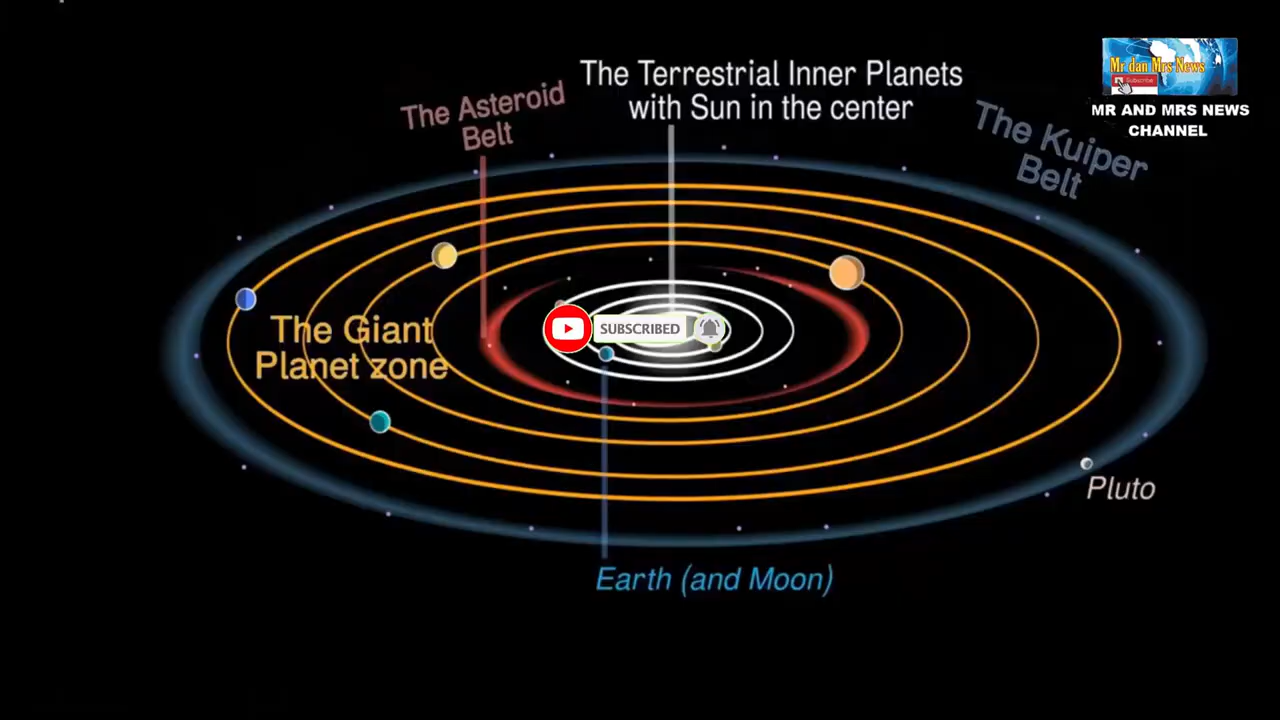 The Terrestrial Inner Planets
with Sun in the center
The Asteroid
Belt
The Kuiper
Belt
Mr dan Mrs News
Subscribe
MR AND MRS NEWS
CHANNEL
SUBSCRIBED
The Giant
Planet zone
Pluto
Earth (and Moon)